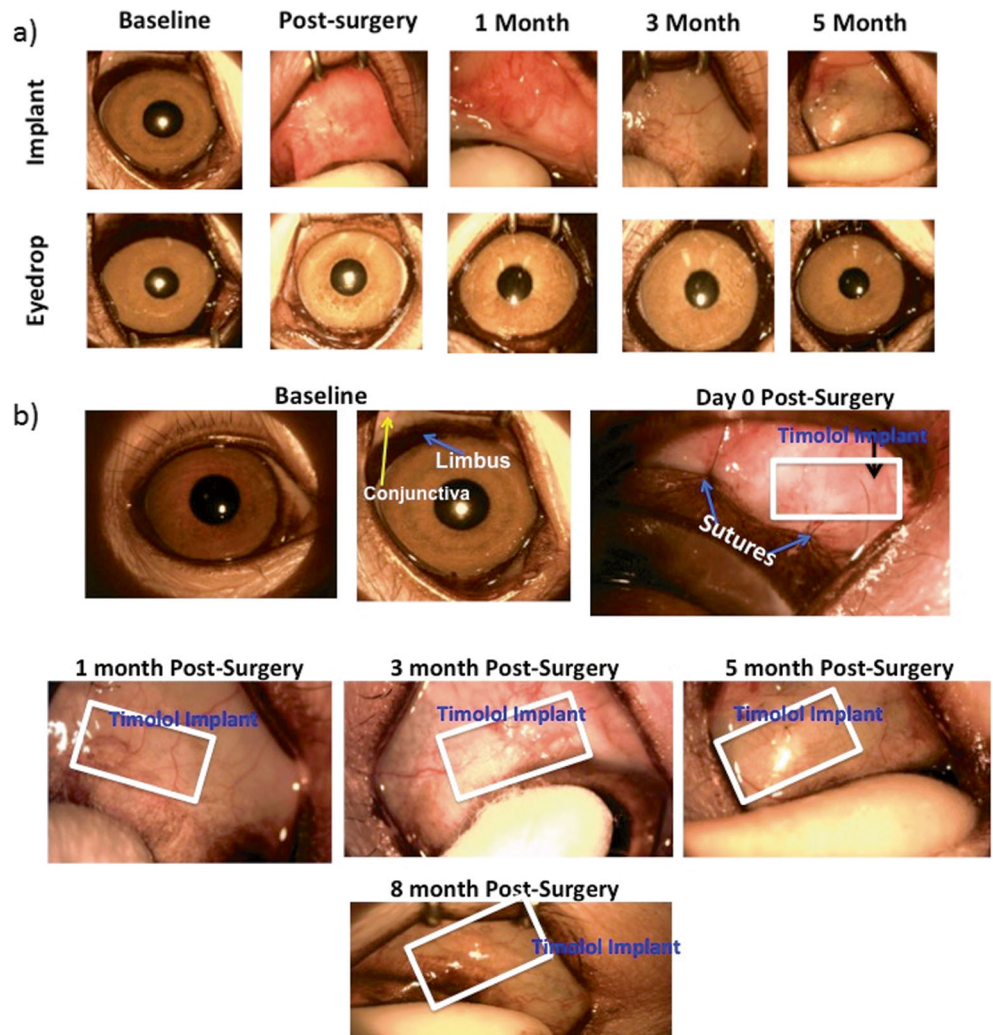 a)
Baseline Post-surgery 1 Month 3 Month 5 Month
Implant
Eyedrop
b)
Baseline
Day 0 Post-Surgery
Limbus
Conjunctiva
Timolol Implant
Sutures
1 month Post-Surgery
3 month Post-Surgery
5 month Post-Surgery
Timolol Implant
Timolol Implant
Timolol Implant
8 month Post-Surgery
Timolol Implant